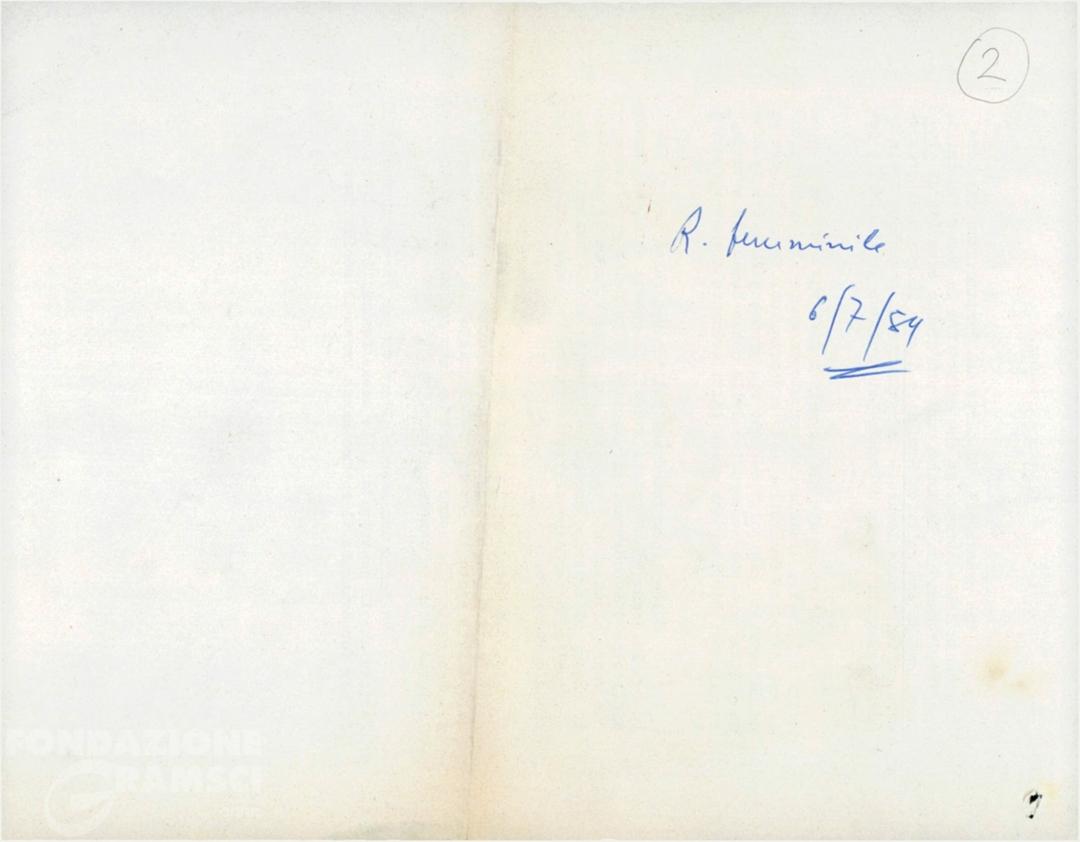 2
R. femminile
6/7/84
FONDAZIONE
GRAMSCI